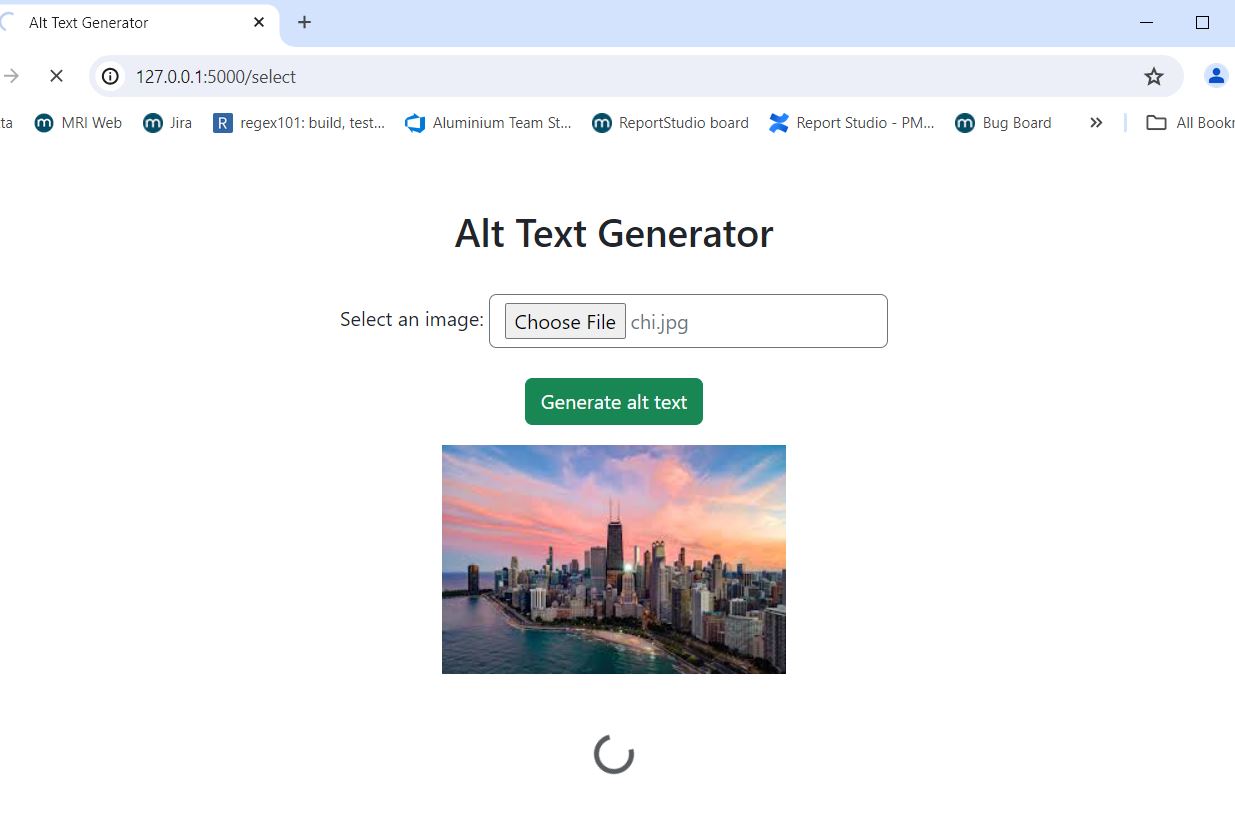 Alt Text Generator
127.0.0.1:5000/select
ta MRI Web Jira R regex101: build, test... Aluminium Team St... ReportStudio board Report Studio - PM... Bug Board All Bookr
Alt Text Generator
Select an image: Choose File chi.jpg
Generate alt text